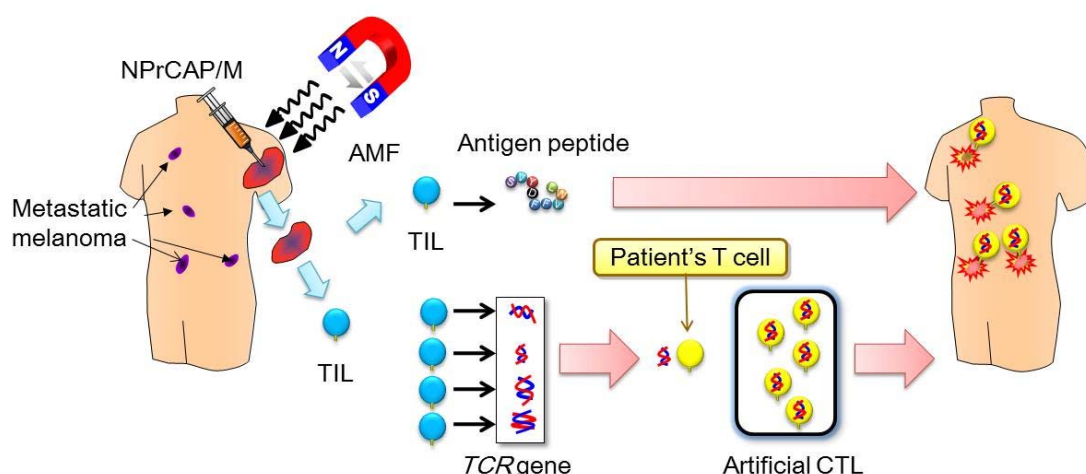 NPrCAP/M
N
S
AMF
Antigen peptide
TIL
Metastatic
melanoma
Patient's T cell
TIL
TCR gene
Artificial CTL